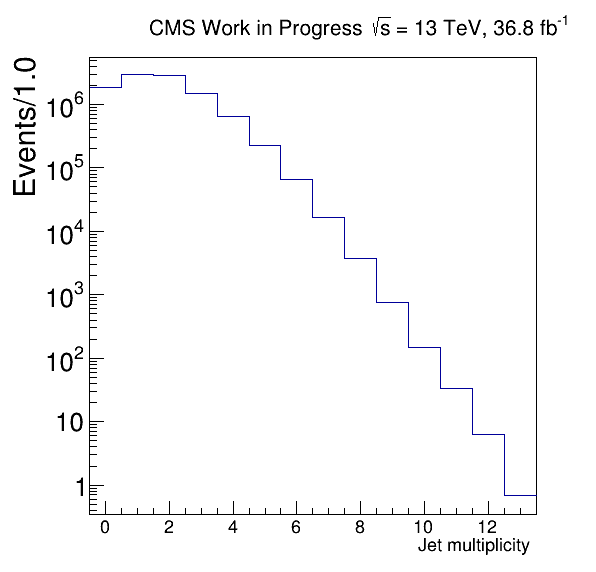 CMS Work in Progress √s = 13 TeV, 36.8 fb⁻¹
Events/1.0
10⁶
10⁵
10⁴
10³
10²
10
1
0 2 4 6 8 10 12
Jet multiplicity